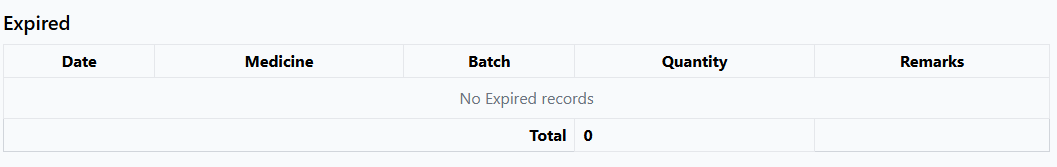 Expired
Date Medicine Batch Quantity Remarks
No Expired records
Total 0